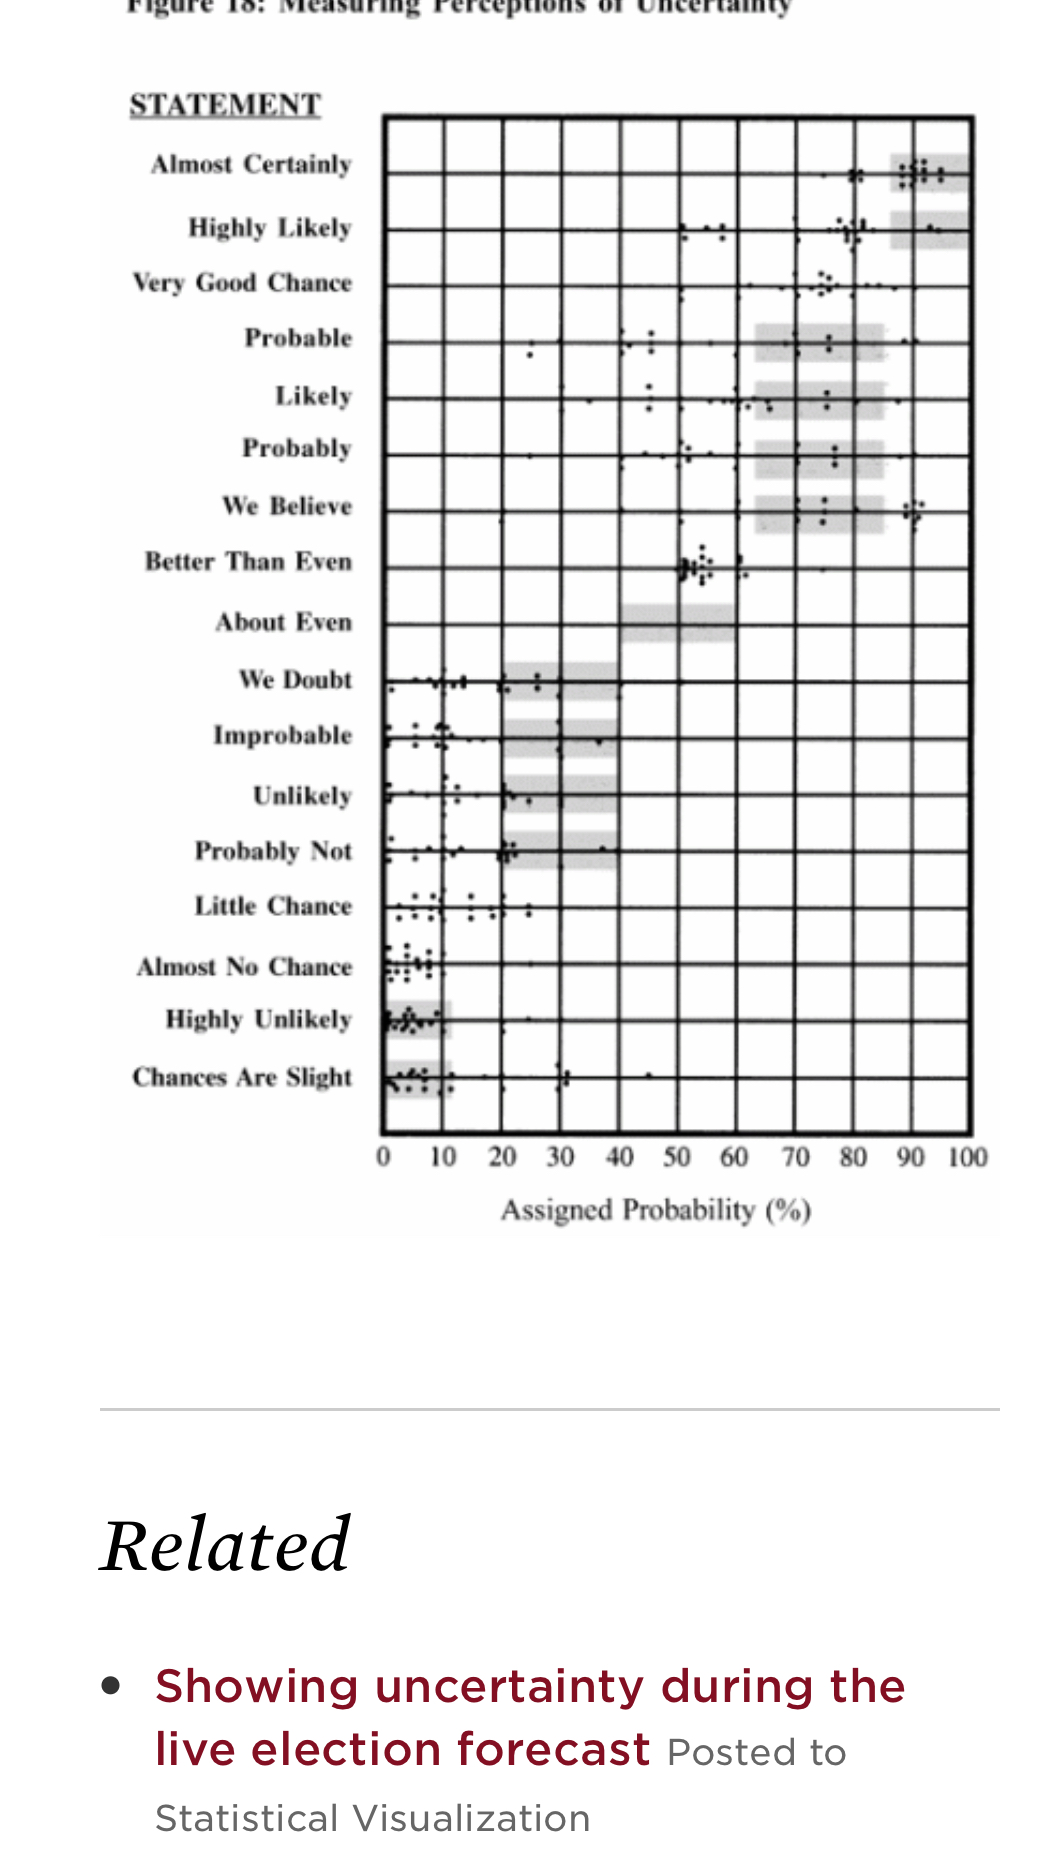 Figure 18: Measuring Perceptions of Uncertainty
STATEMENT
Almost Certainly
Highly Likely
Very Good Chance
Probable
Likely
Probably
We Believe
Better Than Even
About Even
We Doubt
Improbable
Unlikely
Probably Not
Little Chance
Almost No Chance
Highly Unlikely
Chances Are Slight
0 10 20 30 40 50 60 70 80 90 100
Assigned Probability (%)
Related
• Showing uncertainty during the
live election forecast Posted to
Statistical Visualization